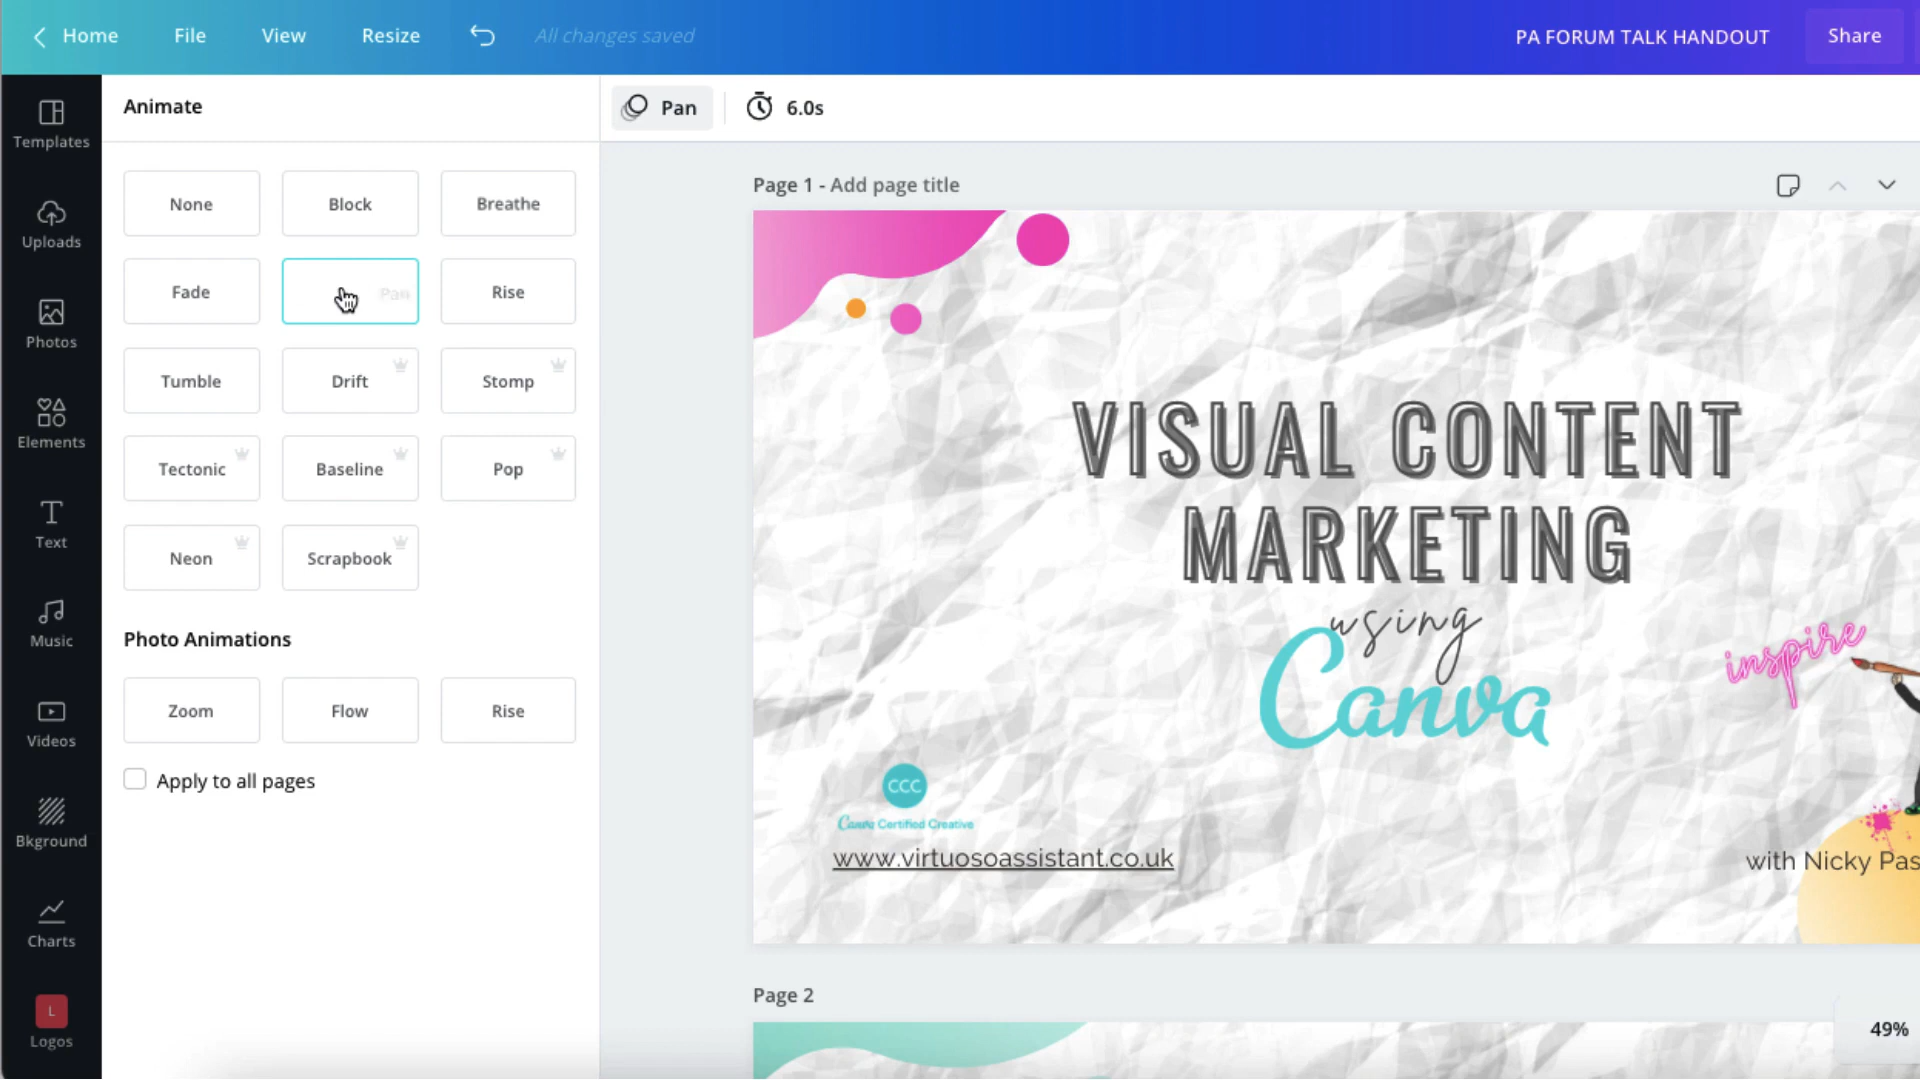 Home File View Resize All changes saved PA FORUM TALK HANDOUT Share
Templates
Uploads
Photos
Elements
Text
Music
Videos
Bkground
Charts
L
Logos
Animate
None Block Breathe
Fade Pan Rise
Tumble Drift Stomp
Tectonic Baseline Pop
Neon Scrapbook
Photo Animations
Zoom Flow Rise
Apply to all pages
Pan 6.0s
Page 1 - Add page title
VISUAL CONTENT
MARKETING
using
Canva
inspire
CCC
Canva Certified Creative
www.virtuosoassistant.co.uk
with Nicky Pas
Page 2
49%